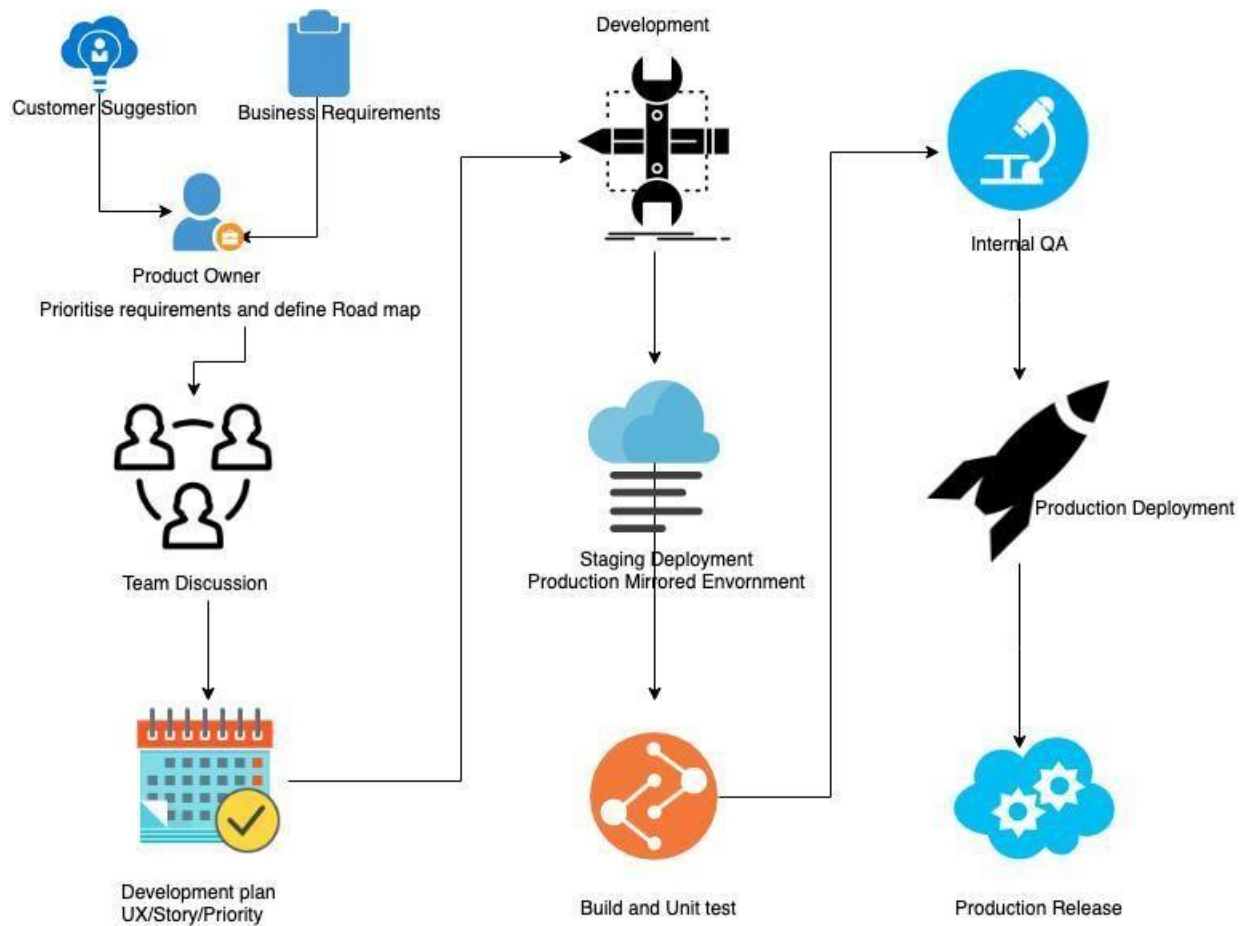 Customer Suggestion
Business Requirements
Product Owner
Prioritise requirements and define Road map
Team Discussion
Development plan
UX/Story/Priority
Development
Staging Deployment
Production Mirrored Envornment
Build and Unit test
Internal QA
Production Deployment
Production Release